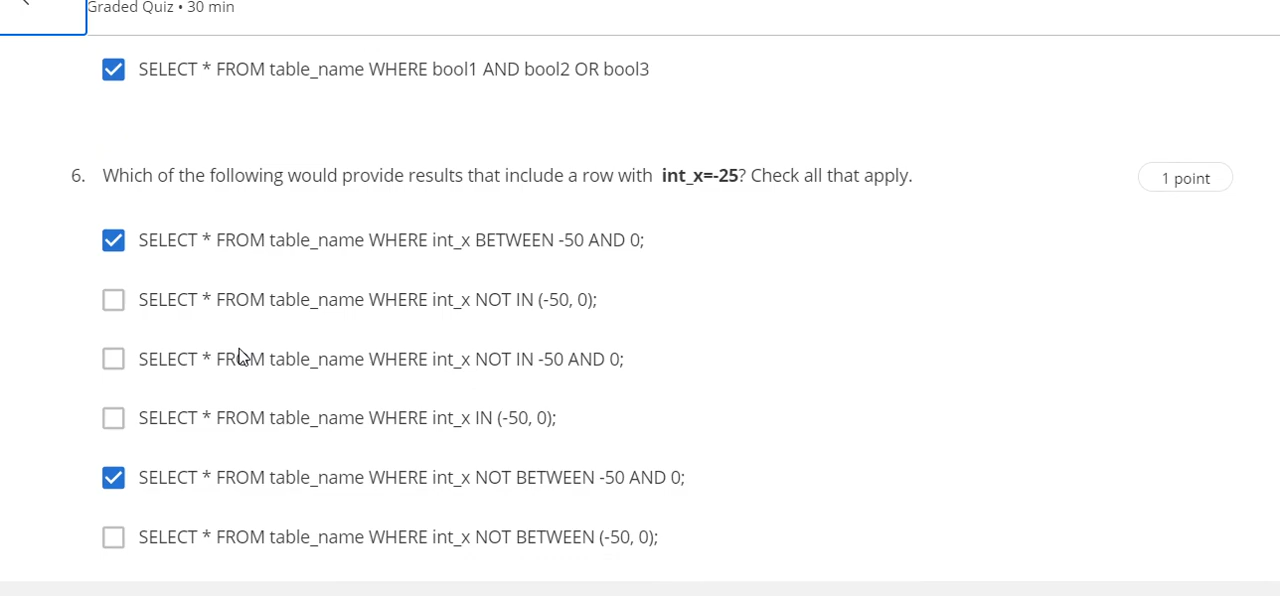 Graded Quiz • 30 min
SELECT * FROM table_name WHERE bool1 AND bool2 OR bool3
6. Which of the following would provide results that include a row with int_x=-25? Check all that apply.
1 point
SELECT * FROM table_name WHERE int_x BETWEEN -50 AND 0;
SELECT * FROM table_name WHERE int_x NOT IN (-50, 0);
SELECT * FROM table_name WHERE int_x NOT IN -50 AND 0;
SELECT * FROM table_name WHERE int_x IN (-50, 0);
SELECT * FROM table_name WHERE int_x NOT BETWEEN -50 AND 0;
SELECT * FROM table_name WHERE int_x NOT BETWEEN (-50, 0);